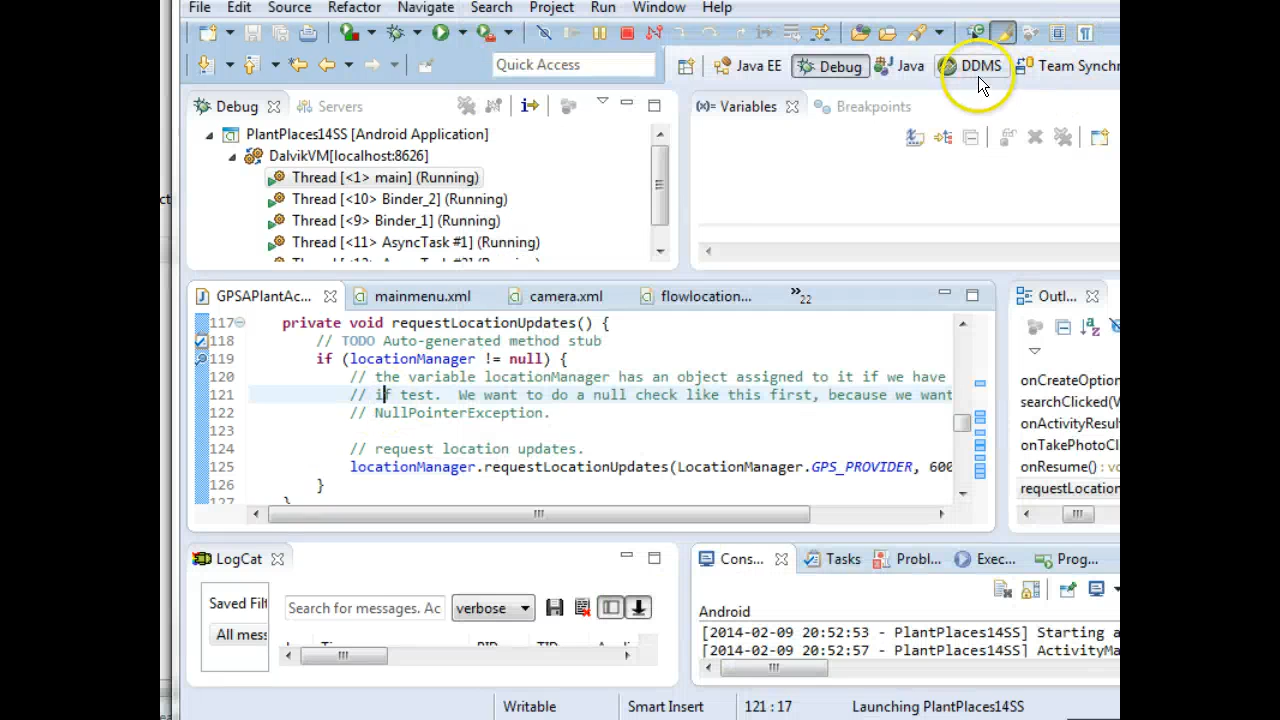 File Edit Source Refactor Navigate Search Project Run Window Help
Quick Access Java EE Debug Java DDMS Team Synchr
Debug Servers
PlantPlaces14SS [Android Application]
DalvikVM[localhost:8626]
Thread [<1> main] (Running)
Thread [<10> Binder_2] (Running)
Thread [<9> Binder_1] (Running)
Thread [<11> AsyncTask #1] (Running)
(x)= Variables Breakpoints
GPSAPlantAc... mainmenu.xml camera.xml flowlocation... »22
117 private void requestLocationUpdates() {
118 // TODO Auto-generated method stub
119 if (locationManager != null) {
120 // the variable locationManager has an object assigned to it if we have
121 // if test.  We want to do a null check like this first, because we want
122 // NullPointerException.
123
124 // request location updates.
125 locationManager.requestLocationUpdates(LocationManager.GPS_PROVIDER, 600
126 }
127 }
Outl...
onCreateOption
searchClicked(V
onActivityResul
onTakePhotoCl
onResume() : vo
requestLocation
LogCat
Saved Filt
All mess
Search for messages. Ac verbose
PID TID
Cons... Tasks Probl... Exec... Prog...
Android
[2014-02-09 20:52:53 - PlantPlaces14SS] Starting a
[2014-02-09 20:52:57 - PlantPlaces14SS] ActivityMa
Writable Smart Insert 121 : 17 Launching PlantPlaces14SS